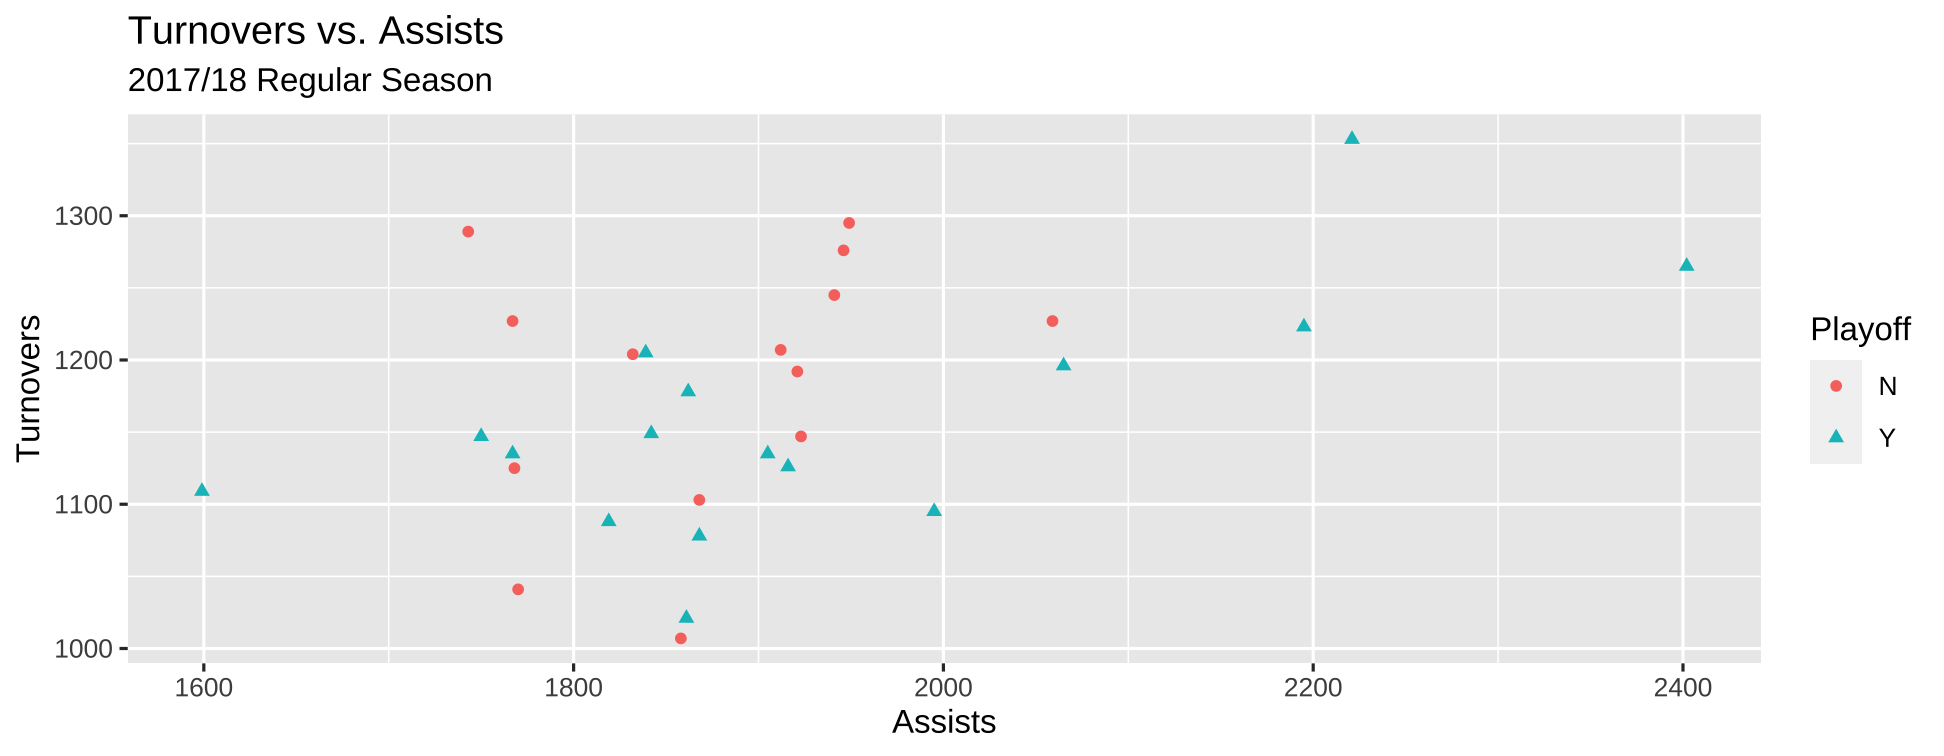 Turnovers vs. Assists
2017/18 Regular Season
1300
1200
1100
1000
Turnovers
1600 1800 2000 2200 2400
Assists
Playoff
N
Y